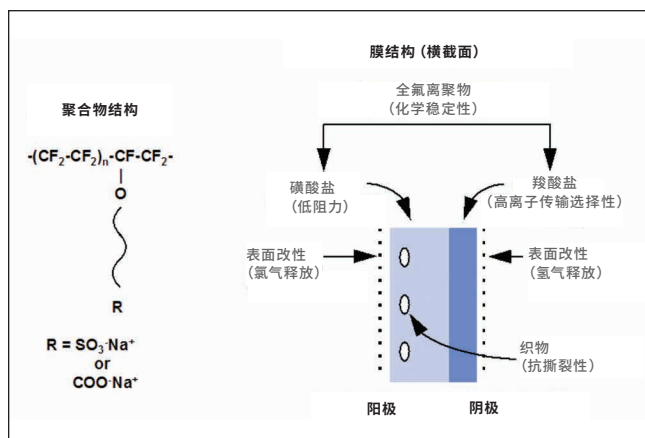 膜结构（横截面）
全氟离聚物
（化学稳定性）
聚合物结构
-(CF₂-CF₂)ₙ-CF-CF₂-
O
R
R = SO₃⁻Na⁺
or
COO⁻Na⁺
磺酸盐
（低阻力）
羧酸盐
（高离子传输选择性）
表面改性
（氯气释放）
表面改性
（氢气释放）
织物
（抗撕裂性）
阳极
阴极